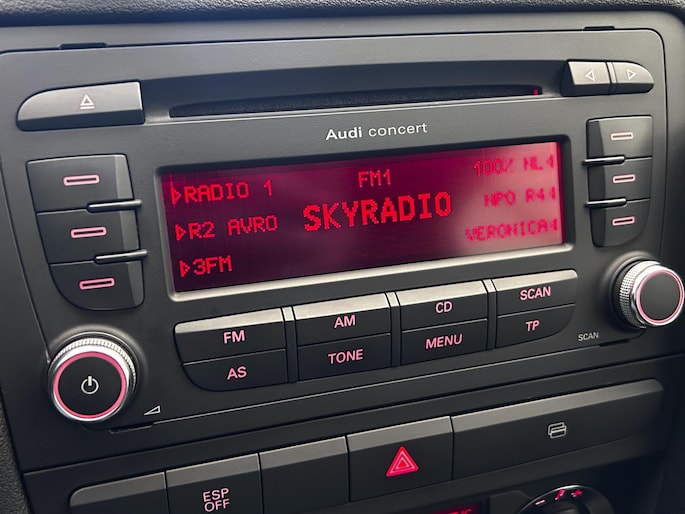 Audi concert
RADIO 1 FM1 100% NL
R2 AVRO SKYRADIO NPO R4
3FM VERONICA
FM AM CD SCAN
AS TONE MENU TP
SCAN
ESP
OFF